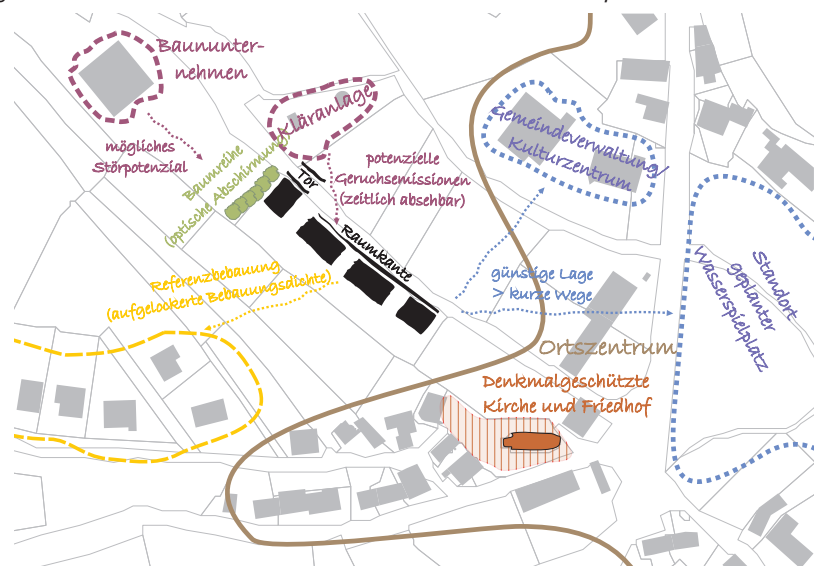 Baununter-
nehmen
Kläranlage
mögliches
Störpotenzial
Baumreihe
(optische Abschirmung)
Tor
potenzielle
Geruchsemissionen
(zeitlich absehbar)
Gemeindeverwaltung/
Kulturzentrum
Raumkante
Referenzbebauung
(aufgelockerte Bebauungsdichte)
günstige Lage
> kurze Wege
Standort
geplanter
Wasserspielplatz
Ortszentrum
Denkmalgeschützte
Kirche und Friedhof